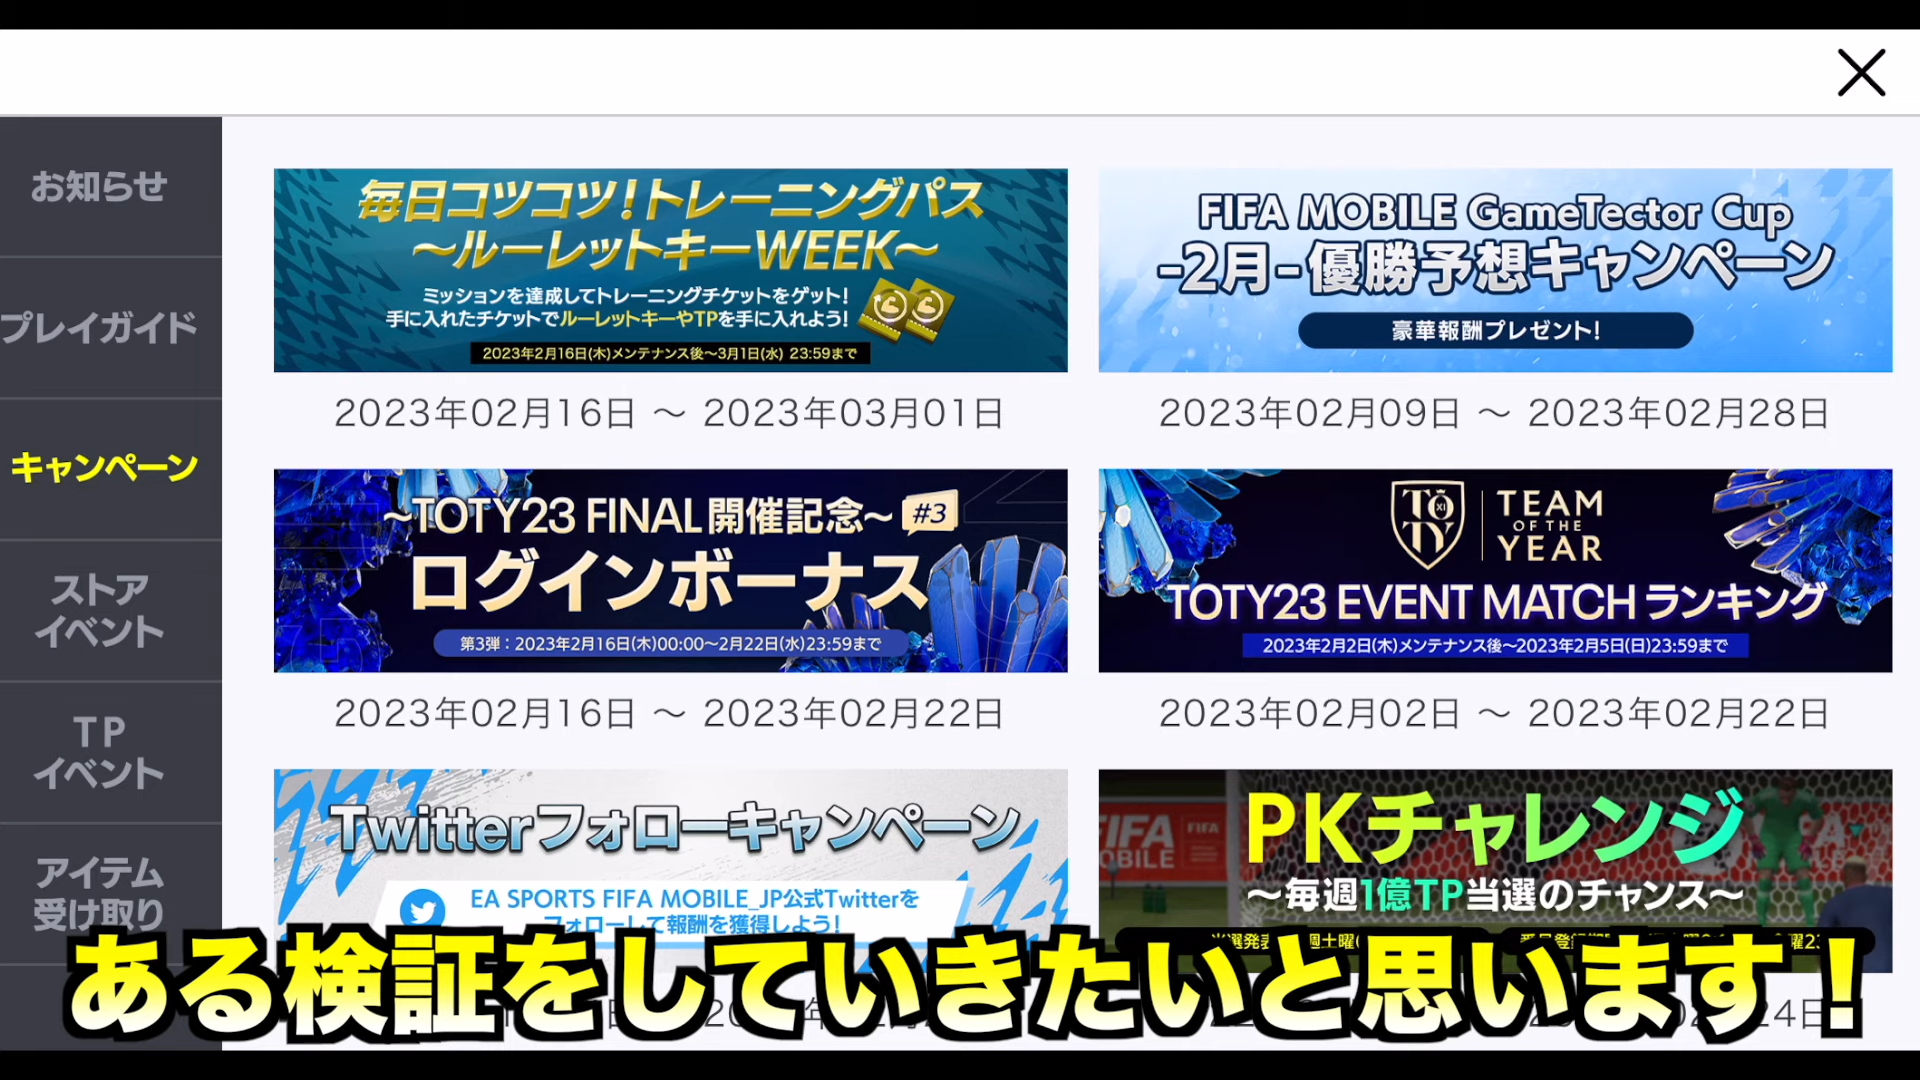 お知らせ
プレイガイド
キャンペーン
ストア
イベント
TP
イベント
アイテム
受け取り
毎日コツコツ!トレーニングパス
〜ルーレットキーWEEK〜
ミッションを達成してトレーニングチケットをゲット!
手に入れたチケットでルーレットキーやTPを手に入れよう!
2023年2月16日(木)メンテナンス後〜3月1日(水) 23:59まで
2023年02月16日 〜 2023年03月01日
FIFA MOBILE GameTector Cup
-2月-優勝予想キャンペーン
豪華報酬プレゼント!
2023年02月09日 〜 2023年02月28日
〜TOTY23 FINAL 開催記念〜 #3
ログインボーナス
第3弾：2023年2月16日(木)00:00〜2月22日(水)23:59まで
2023年02月16日 〜 2023年02月22日
TOTY XI
TEAM
OF THE
YEAR
TOTY23 EVENT MATCH ランキング
2023年2月2日(木)メンテナンス後〜2023年2月5日(日)23:59まで
2023年02月02日 〜 2023年02月22日
Twitterフォローキャンペーン
EA SPORTS FIFA MOBILE_JP公式Twitterを
フォローして報酬を獲得しよう!
FIFA
MOBILE
FIFA
PKチャレンジ
〜毎週1億TP当選のチャンス〜
ある検証をしていきたいと思います！